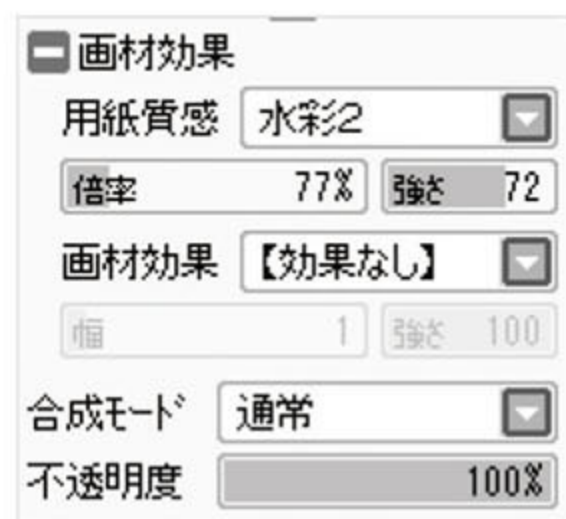 画材効果
用紙質感 水彩2
倍率 77% 強さ 72
画材効果 【効果なし】
幅 1 強さ 100
合成モード 通常
不透明度 100%